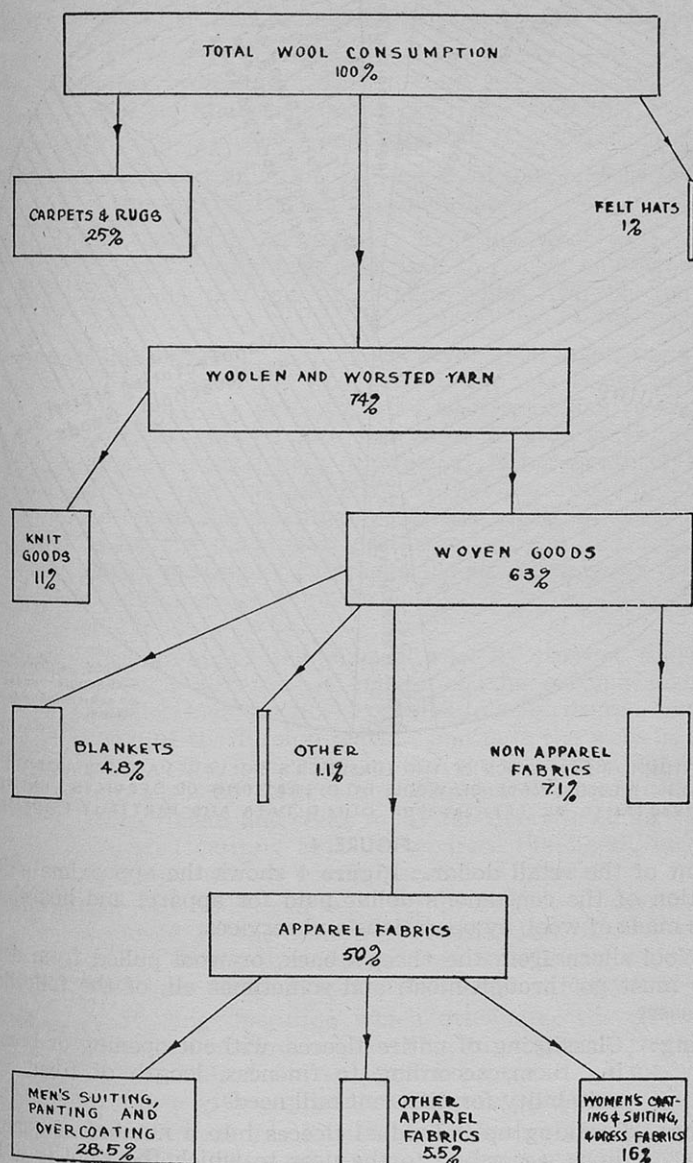 TOTAL WOOL CONSUMPTION
100%
CARPETS & RUGS
25%
FELT HATS
1%
WOOLEN AND WORSTED YARN
74%
KNIT
GOODS
11%
WOVEN GOODS
63%
BLANKETS
4.8%
OTHER
1.1%
NON APPAREL
FABRICS
7.1%
APPAREL FABRICS
50%
MEN'S SUITING,
PANTING AND
OVERCOATING
28.5%
OTHER
APPAREL
FABRICS
5.5%
WOMEN'S COAT-
ING & SUITING,
& DRESS FABRICS
16%